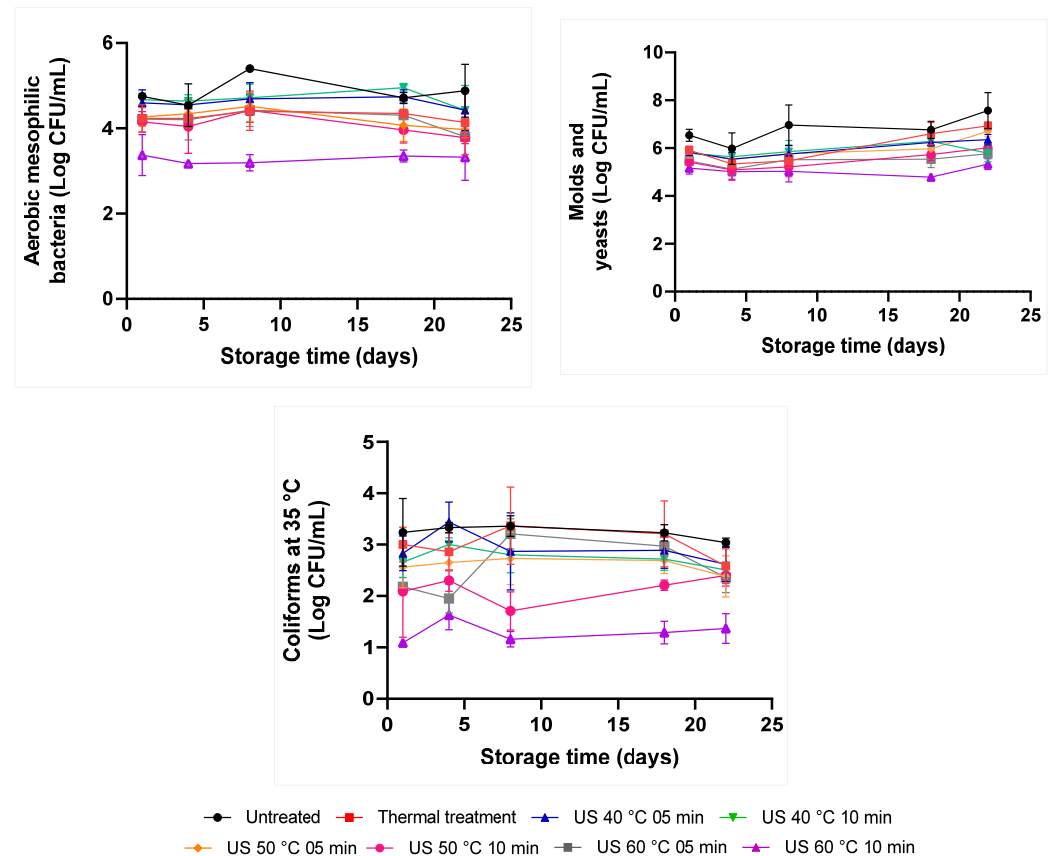 Aerobic mesophilic
bacteria (Log CFU/mL)
6
4
2
0
0 5 10 15 20 25
Storage time (days)
Molds and
yeasts (Log CFU/mL)
10
8
6
4
2
0
0 5 10 15 20 25
Storage time (days)
Coliforms at 35 °C
(Log CFU/mL)
5
4
3
2
1
0
0 5 10 15 20 25
Storage time (days)
Untreated Thermal treatment US 40 °C 05 min US 40 °C 10 min
US 50 °C 05 min US 50 °C 10 min US 60 °C 05 min US 60 °C 10 min